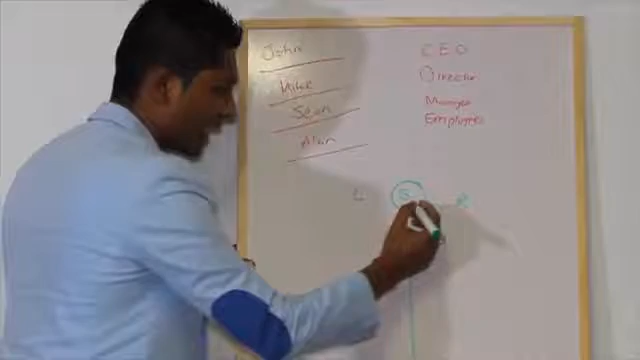 John
Mike
Sean
Alan
CEO
Director
Manager
Employees
L
S
R